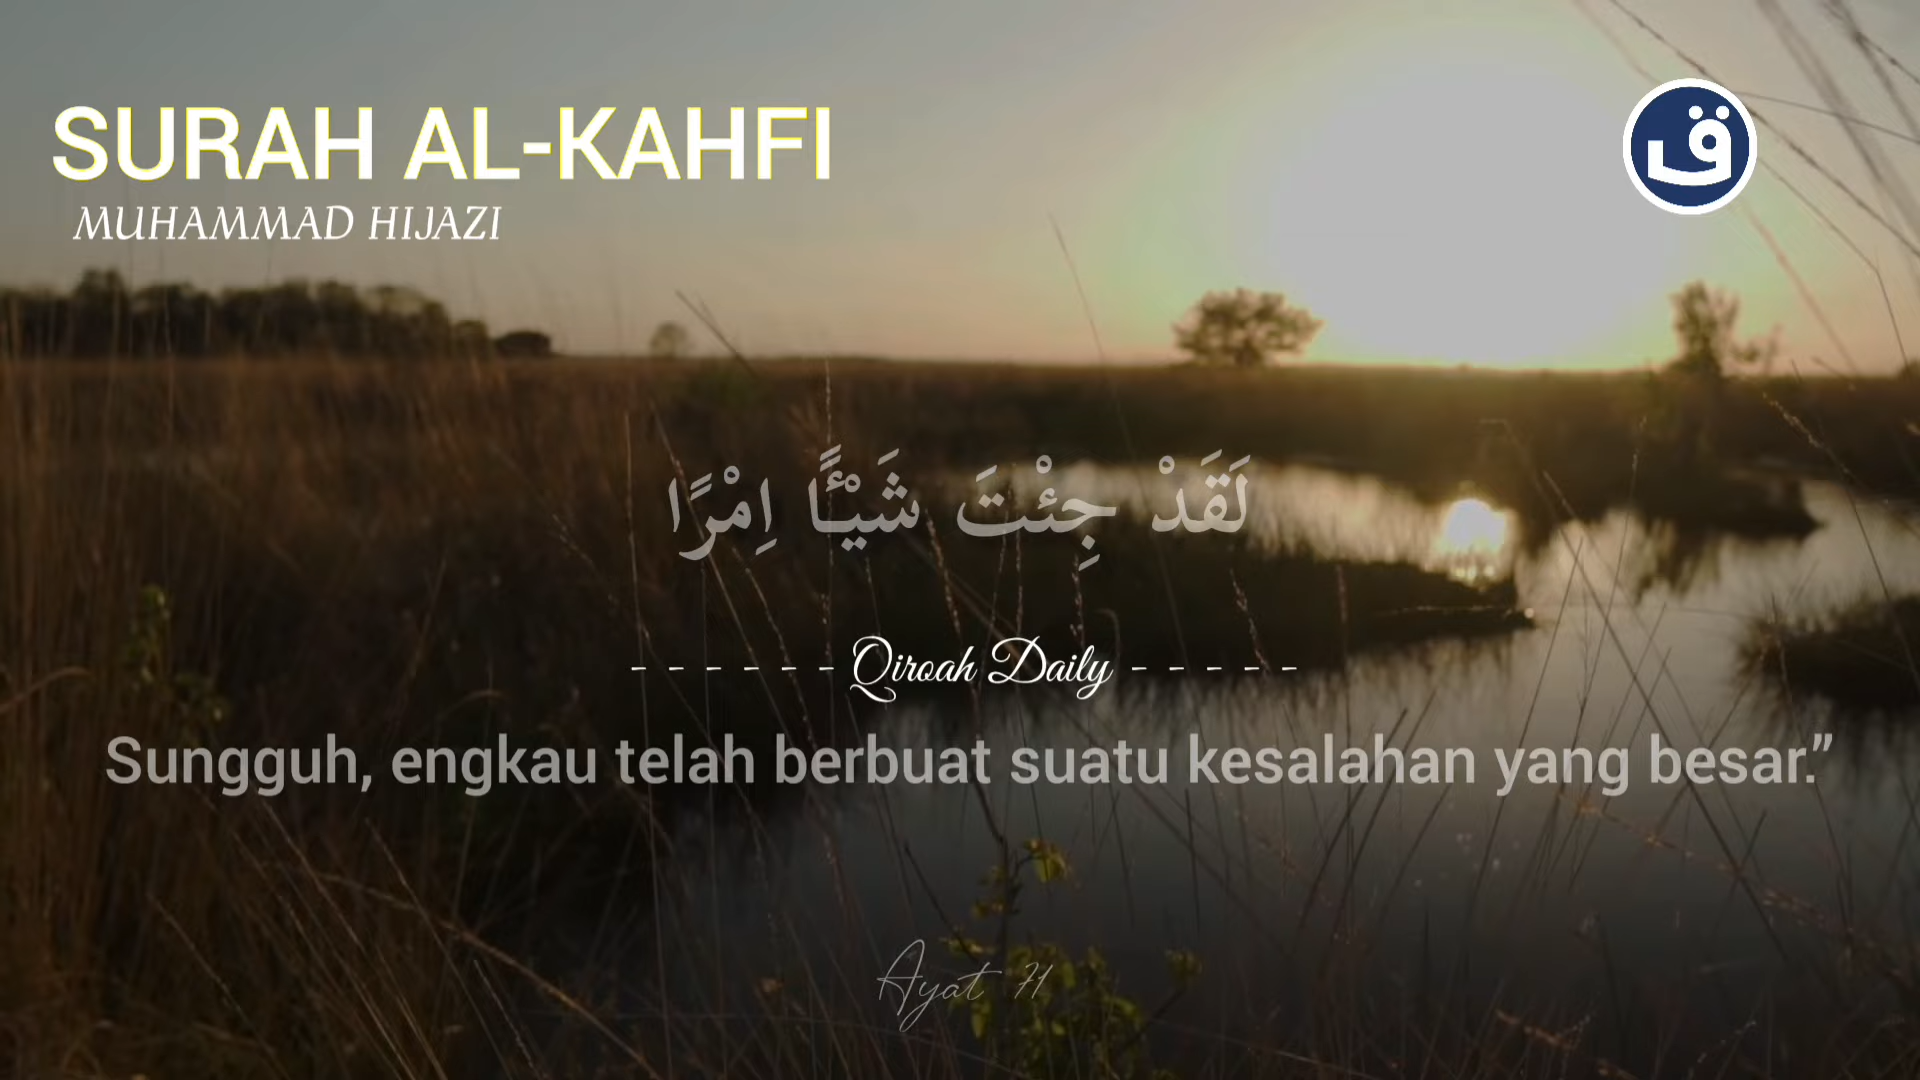 SURAH AL-KAHFI
MUHAMMAD HIJAZI
ق
لَقَدْ جِئْتَ شَيْـًٔا اِمْرًا
- - - - - - Qiroah Daily - - - - -
Sungguh, engkau telah berbuat suatu kesalahan yang besar.”
Ayat 71